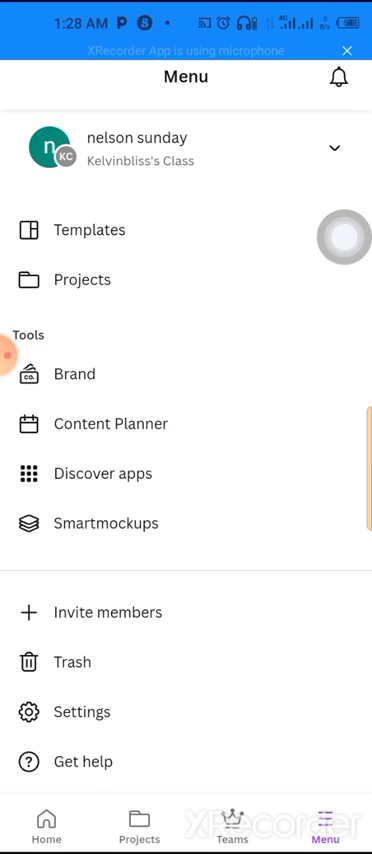 1:28 AM P
XRecorder App is using microphone
Menu
nelson sunday
n
KC
Kelvinbliss's Class
Templates
Projects
Tools
CO.
Brand
Content Planner
Discover apps
Smartmockups
Invite members
Trash
Settings
Get help
XRecorder
Home
Projects
Teams
Menu